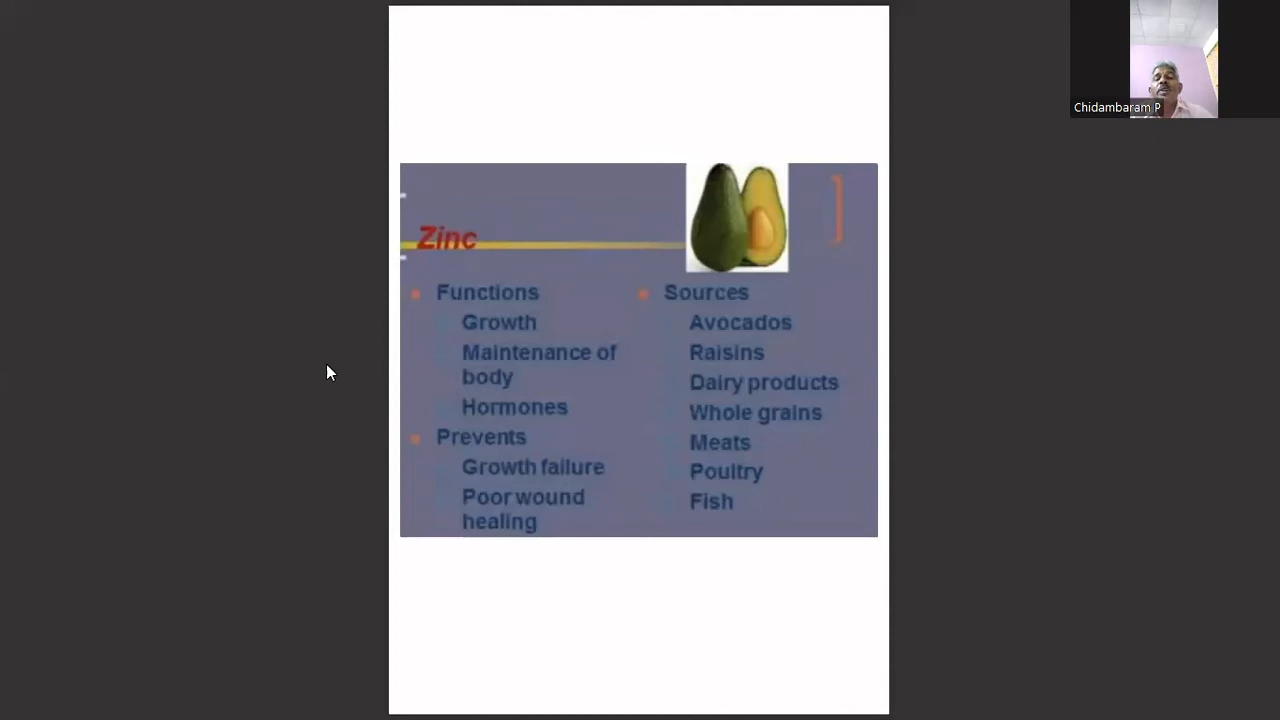 Chidambaram P
Zinc
Functions
Growth
Maintenance of
body
Hormones
Prevents
Growth failure
Poor wound
healing
Sources
Avocados
Raisins
Dairy products
Whole grains
Meats
Poultry
Fish